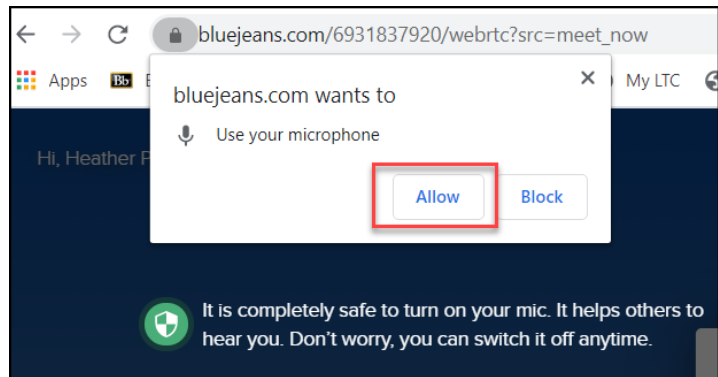 bluejeans.com/6931837920/webrtc?src=meet_now
Apps Bb My LTC
bluejeans.com wants to
Use your microphone
Hi, Heather P
Allow Block
It is completely safe to turn on your mic. It helps others to
hear you. Don't worry, you can switch it off anytime.